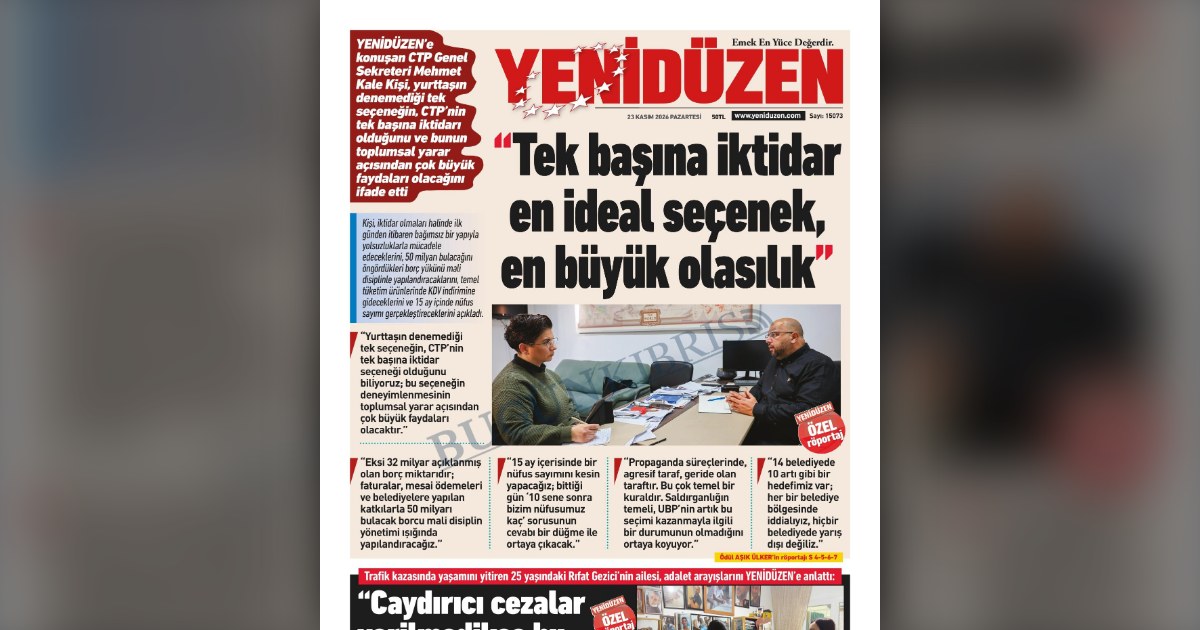 YENİDÜZEN'e
konuşan CTP Genel
Sekreteri Mehmet
Kale Kişi, yurttaşın
denemediği tek
seçeneğin, CTP'nin
tek başına iktidarı
olduğunu ve bunun
toplumsal yarar
açısından çok büyük
faydaları olacağını
ifade etti
Emek En Yüce Değerdir.
YENİDÜZEN
23 KASIM 2026 PAZARTESİ 50TL www.yeniduzen.com Sayı: 15073
“Tek başına iktidar
en ideal seçenek,
en büyük olasılık”
Kişi, iktidar olmaları halinde ilk
günden itibaren bağımsız bir yapıyla
yolsuzluklarla mücadele
edeceklerini, 50 milyarı bulacağını
öngördükleri borç yükünü mali
disiplinle yapılandıracaklarını, temel
tüketim ürünlerinde KDV indirimine
gideceklerini ve 15 ay içinde nüfus
sayımı gerçekleştireceklerini açıkladı.
“Yurttaşın denemediği
tek seçeneğin, CTP'nin
tek başına iktidar
seçeneği olduğunu
biliyoruz; bu seçeneğin
deneyimlenmesinin
toplumsal yarar açısından
çok büyük faydaları
olacaktır.”
YENİDÜZEN
ÖZEL
röportaj
“Eksi 32 milyar açıklanmış
olan borç miktarıdır;
faturalar, mesai ödemeleri
ve belediyelere yapılan
katkılarla 50 milyarı
bulacak borcu mali disiplin
yönetimi ışığında
yapılandıracağız.”
“15 ay içerisinde bir
nüfus sayımını kesin
yapacağız; bittiği
gün ‘10 sene sonra
bizim nüfusumuz
kaç’ sorusunun
cevabı bir düğme ile
ortaya çıkacak.”
“Propaganda süreçlerinde,
agresif taraf, geride olan
taraftır. Bu çok temel bir
kuraldır. Saldırganlığın
temeli, UBP'nin artık bu
seçimi kazanmayla ilgili
bir durumunun olmadığını
ortaya koyuyor.”
“14 belediyede
10 artı gibi bir
hedefimiz var;
her bir belediye
bölgesinde
iddialıyız, hiçbir
belediyede yarış
dışı değiliz.”
Ödül AŞIK ÜLKER'in röportajı S 4-5-6-7
Trafik kazasında yaşamını yitiren 25 yaşındaki Rıfat Gezici'nin ailesi, adalet arayışlarını YENİDÜZEN'e anlattı:
“Caydırıcı cezalar
YENİDÜZEN
ÖZEL